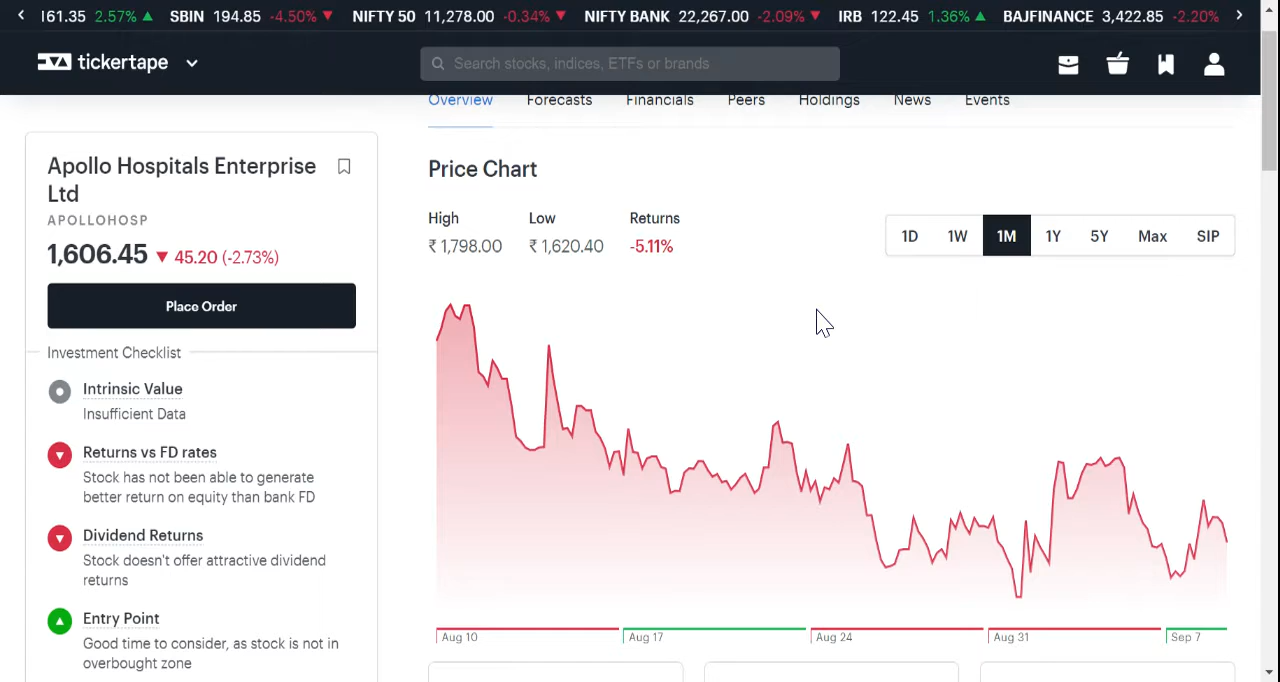 161.35 2.57% SBIN 194.85 -4.50% NIFTY 50 11,278.00 -0.34% NIFTY BANK 22,267.00 -2.09% IRB 122.45 1.36% BAJFINANCE 3,422.85 -2.20%
tickertape Search stocks, indices, ETFs or brands
Overview Forecasts Financials Peers Holdings News Events
Apollo Hospitals Enterprise
Ltd
APOLLOHOSP
1,606.45 ▼ 45.20 (-2.73%)
Place Order
Investment Checklist
Intrinsic Value
Insufficient Data
Returns vs FD rates
Stock has not been able to generate
better return on equity than bank FD
Dividend Returns
Stock doesn't offer attractive dividend
returns
Entry Point
Good time to consider, as stock is not in
overbought zone
Price Chart
High Low Returns
₹ 1,798.00 ₹ 1,620.40 -5.11%
1D 1W 1M 1Y 5Y Max SIP
Aug 10 Aug 17 Aug 24 Aug 31 Sep 7